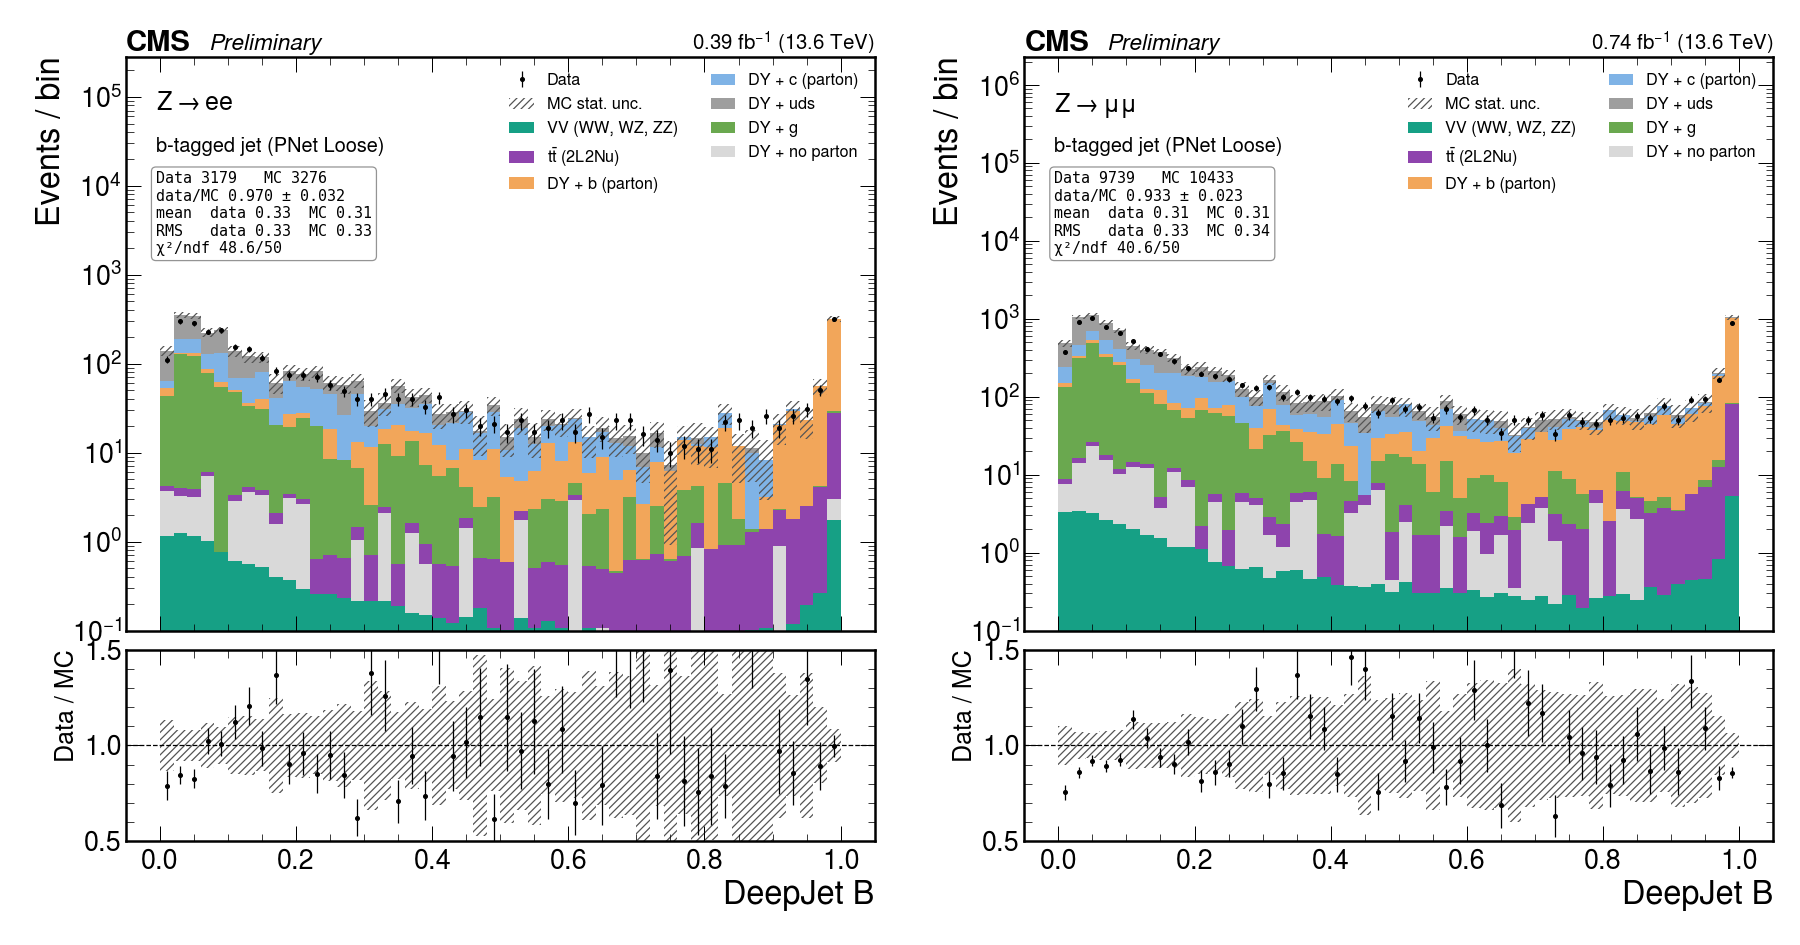 CMS Preliminary 0.39 fb⁻¹ (13.6 TeV)
Events / bin
Z → ee
b-tagged jet (PNet Loose)
Data 3179 MC 3276
data/MC 0.970 ± 0.032
mean data 0.33 MC 0.31
RMS data 0.33 MC 0.33
χ²/ndf 48.6/50
Data
MC stat. unc.
VV (WW, WZ, ZZ)
tt̄ (2L2Nu)
DY + b (parton)
DY + c (parton)
DY + uds
DY + g
DY + no parton
10⁵
10⁴
10³
10²
10¹
10⁰
10⁻¹
Data / MC
1.5
1.0
0.5
0.0 0.2 0.4 0.6 0.8 1.0
DeepJet B
CMS Preliminary 0.74 fb⁻¹ (13.6 TeV)
Events / bin
Z → μμ
b-tagged jet (PNet Loose)
Data 9739 MC 10433
data/MC 0.933 ± 0.023
mean data 0.31 MC 0.31
RMS data 0.33 MC 0.34
χ²/ndf 40.6/50
Data
MC stat. unc.
VV (WW, WZ, ZZ)
tt̄ (2L2Nu)
DY + b (parton)
DY + c (parton)
DY + uds
DY + g
DY + no parton
10⁶
10⁵
10⁴
10³
10²
10¹
10⁰
10⁻¹
Data / MC
1.5
1.0
0.5
0.0 0.2 0.4 0.6 0.8 1.0
DeepJet B